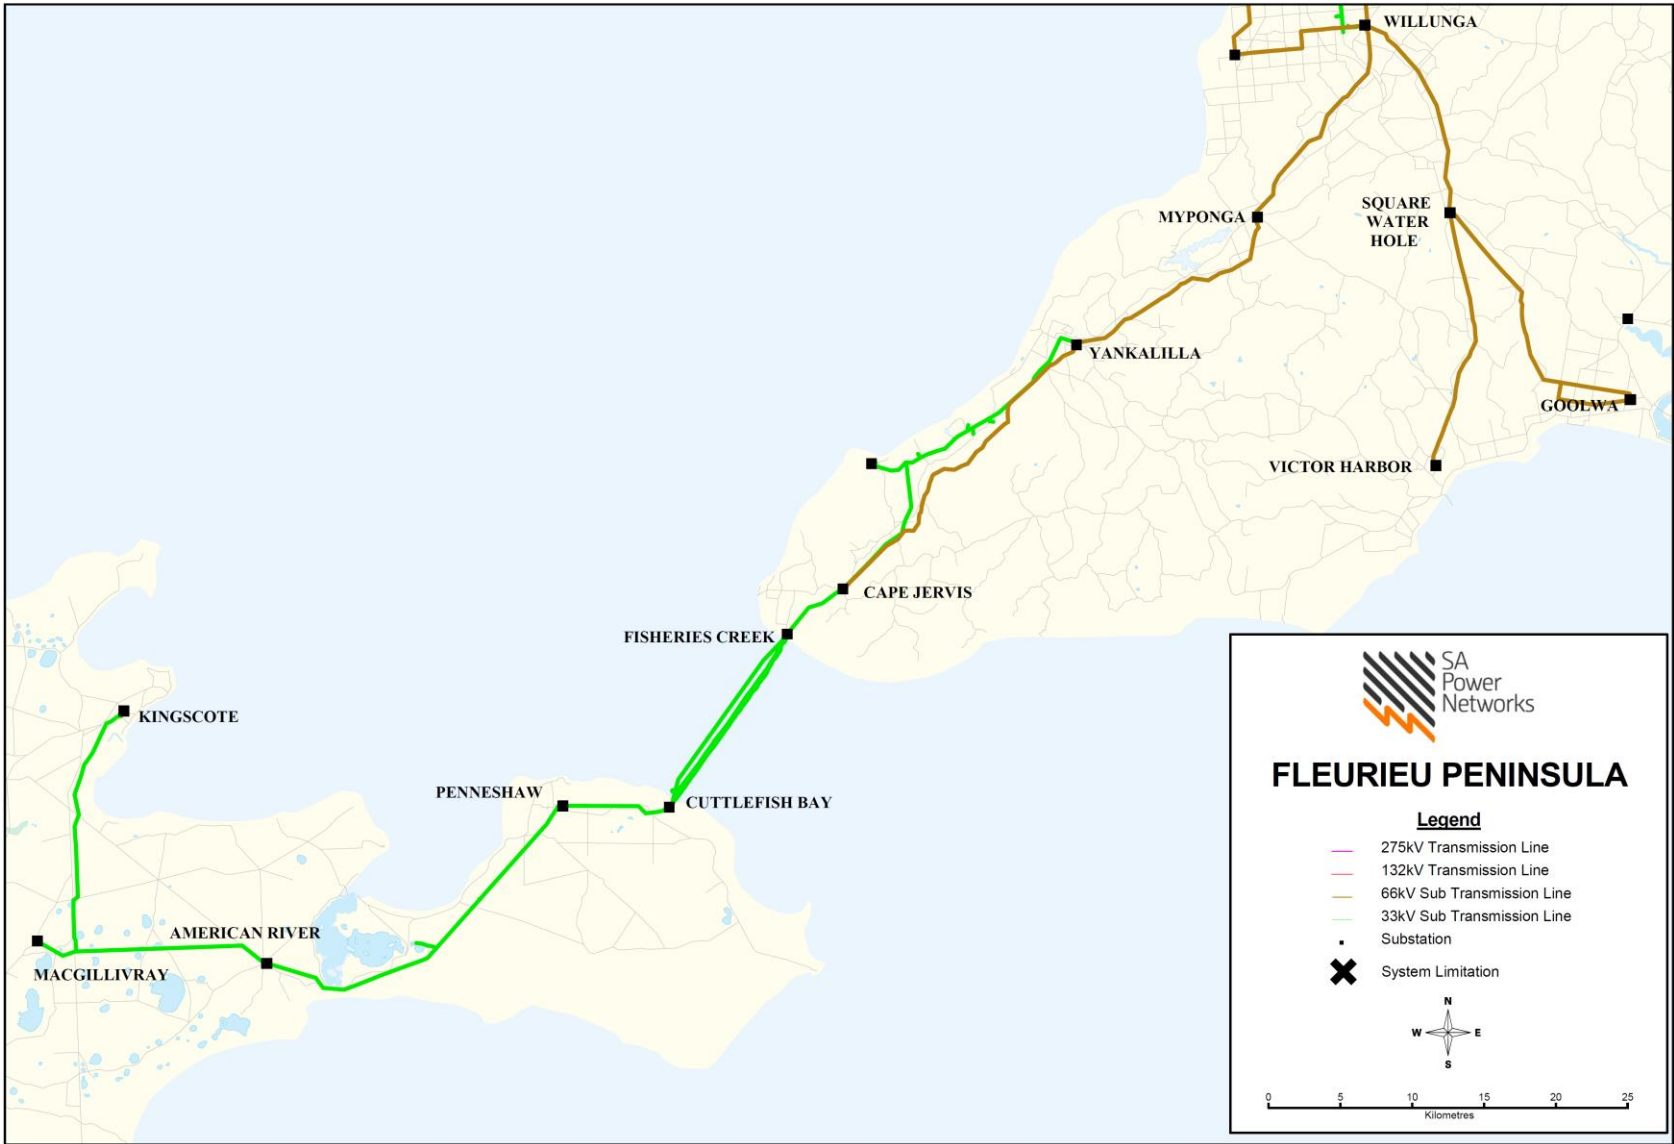 WILLUNGA
MYPONGA
SQUARE
WATER
HOLE
YANKALILLA
GOOLWA
VICTOR HARBOR
CAPE JERVIS
FISHERIES CREEK
KINGSCOTE
PENNESHAW
CUTTLEFISH BAY
AMERICAN RIVER
MACGILLIVRAY
SA
Power
Networks
FLEURIEU PENINSULA
Legend
275kV Transmission Line
132kV Transmission Line
66kV Sub Transmission Line
33kV Sub Transmission Line
Substation
System Limitation
N
W E
S
0 5 10 15 20 25
Kilometres